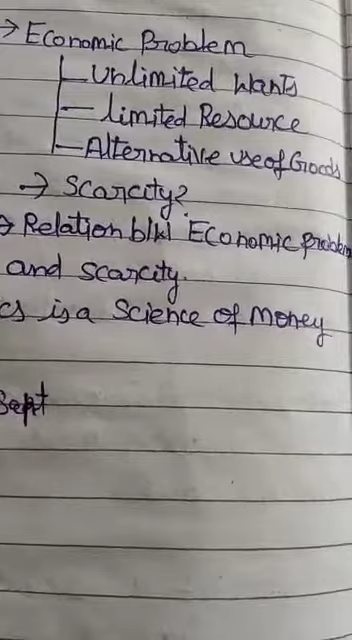 → Economic Problem
Unlimited Wants
limited Resource
Alternative use of Goods
→ Scarcity?
→ Relation b/w Economic problem
and scarcity.
cs is a Science of Money
Sept